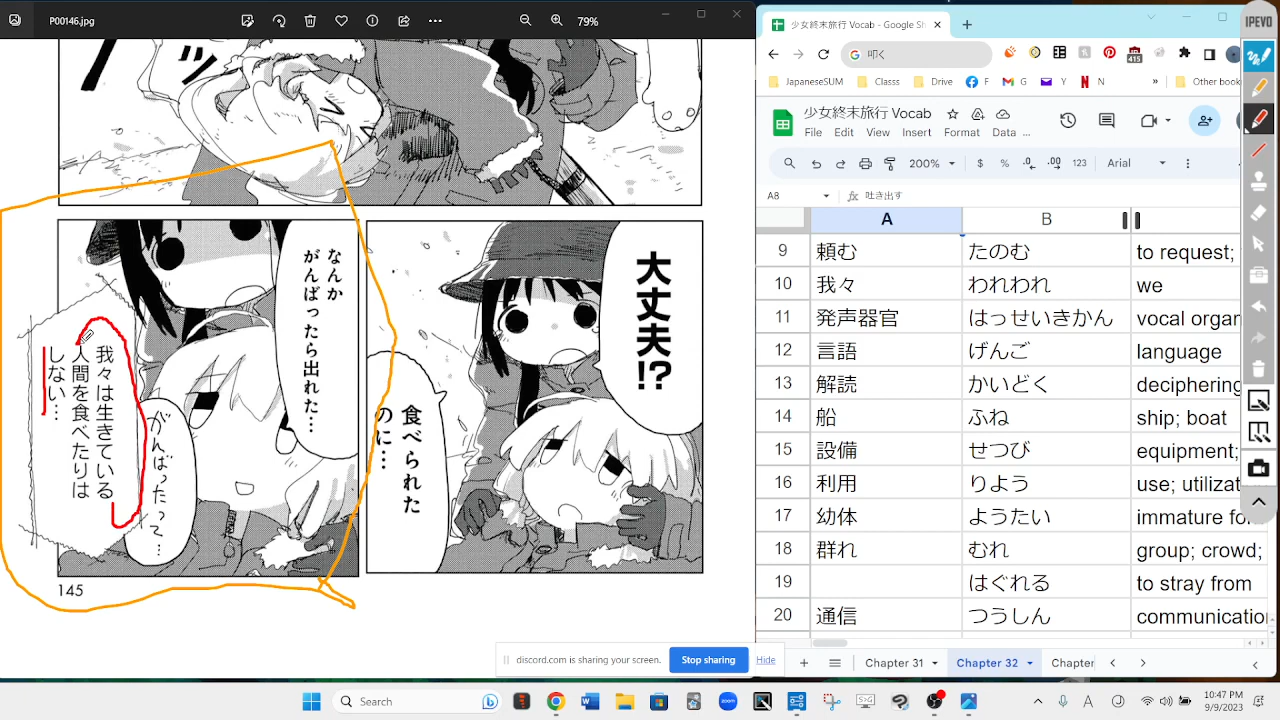 P00046.jpg
79%
ッ
大丈夫!?
食べられた
のに…
なんか
がんばったら出れた…
がんばったって…
我々は生きている
人間を食べたりは
しない…
145
少女終末旅行 Vocab - Google Sh
叩く
IPEVO
415
JapaneseSUM
Classs
Drive
F
G
Y
N
»
Other book
少女終末旅行 Vocab
File Edit View Insert Format Data ...
200%
$ % .0 .00 123 Arial
A8
fx 吐き出す
A B
9 頼む たのむ to request;
10 我々 われわれ we
11 発声器官 はっせいきかん vocal organ
12 言語 げんご language
13 解読 かいどく deciphering
14 船 ふね ship; boat
15 設備 せつび equipment;
16 利用 りよう use; utilizat
17 幼体 ようたい immature fo
18 群れ むれ group; crowd;
19 はぐれる to stray from
20 通信 つうしん communication
discord.com is sharing your screen.
Stop sharing
Hide
Chapter 31
Chapter 32
Chapter
Search
zoom
A
10:47 PM
9/9/2023